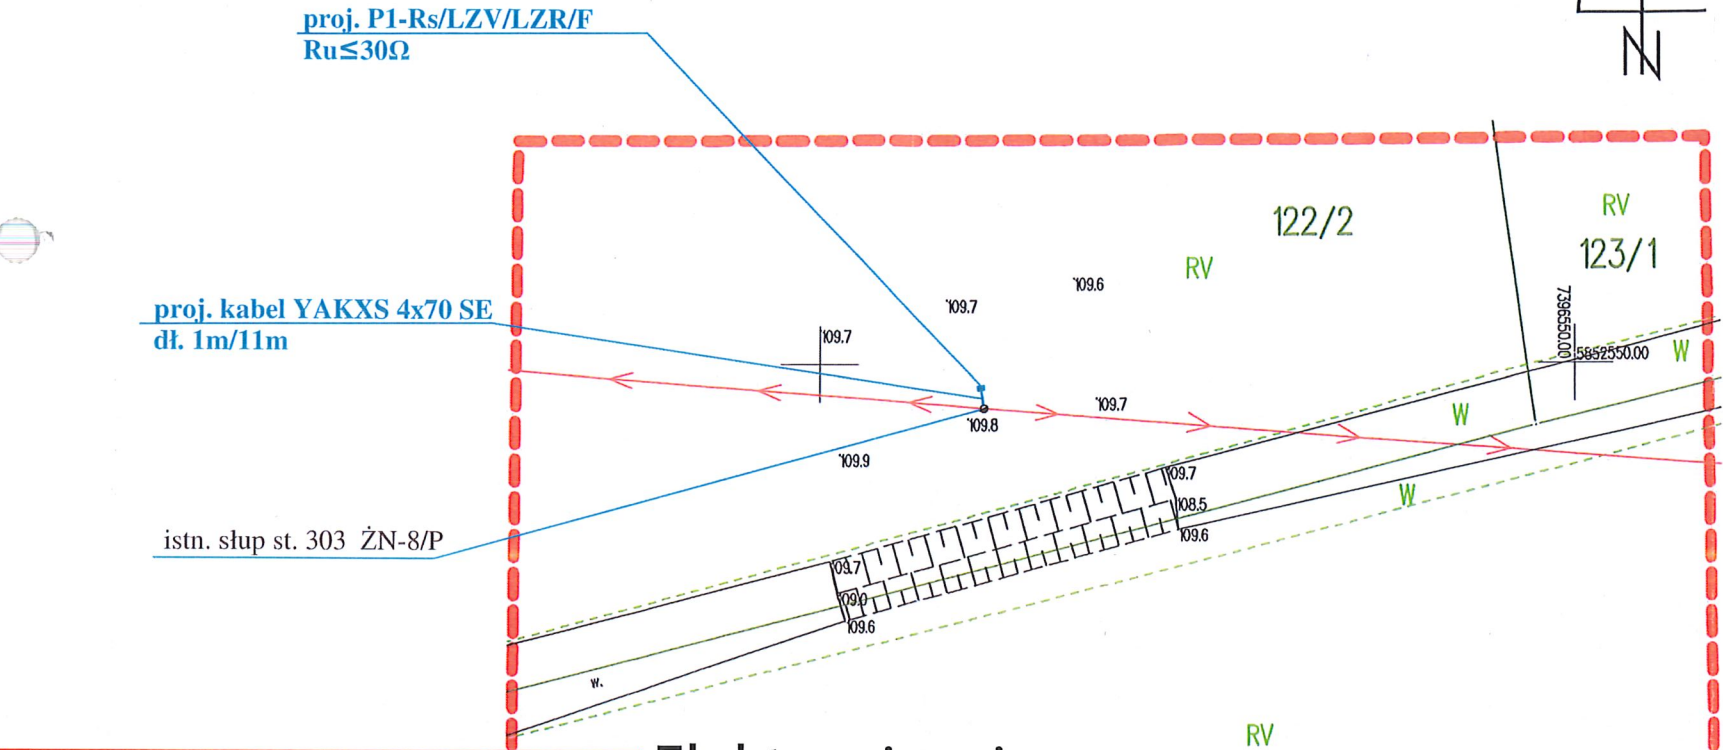 proj. P1-Rs/LZV/LZR/F
Ru≤30Ω
N
122/2
RV
123/1
RV
109.6
109.7
7396550.00
5852550.00
proj. kabel YAKXS 4x70 SE
dł. 1m/11m
109.7
W
109.7
W
109.8
109.9
109.7
W
108.5
109.6
istn. słup st. 303 ŻN-8/P
109.7
109.0
109.6
w.
RV